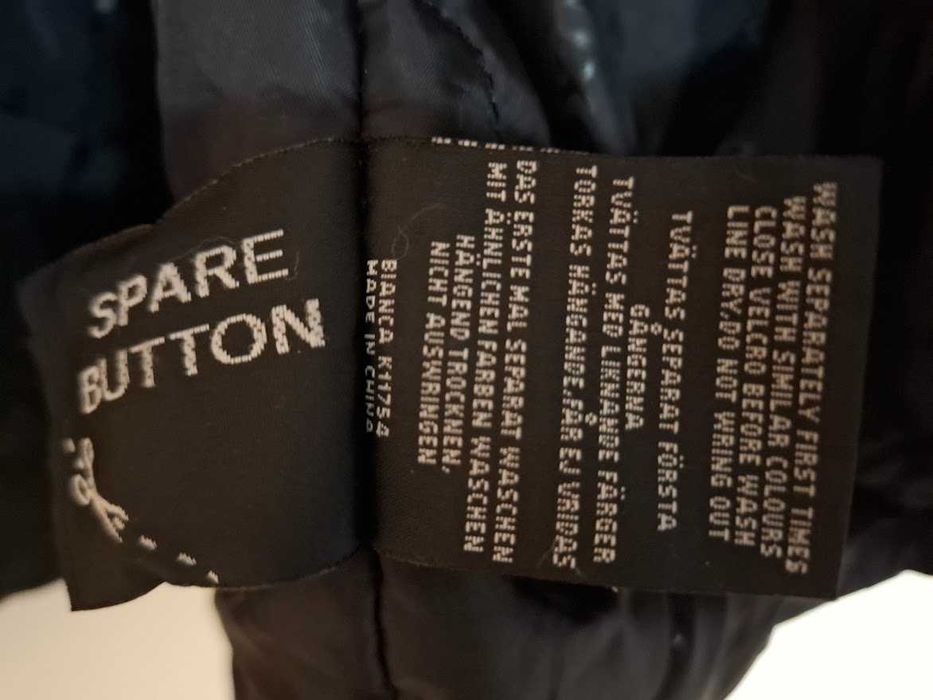 SPARE
BUTTON
BIANCA K11754
MADE IN CHINA
WASH SEPARATELY FIRST TIMES
WASH WITH SIMILAR COLOURS
CLOSE VELCRO BEFORE WASH
LINE DRY.DO NOT WRING OUT
TVÄTAS SEPARAT FÖRSTA
GÅNGERNA
TVÄTTAS MED LIKNANDE FÄRGER
TORKAS HÄNGANDE.FÅR EJ VRIDAS
DAS ERSTE MAL SEPARAT WASCHEN
MIT ÄHNLICHEN FARBEN WASCHEN
HÄNGEND TROCKNEN,
NICHT AUSWRINGEN